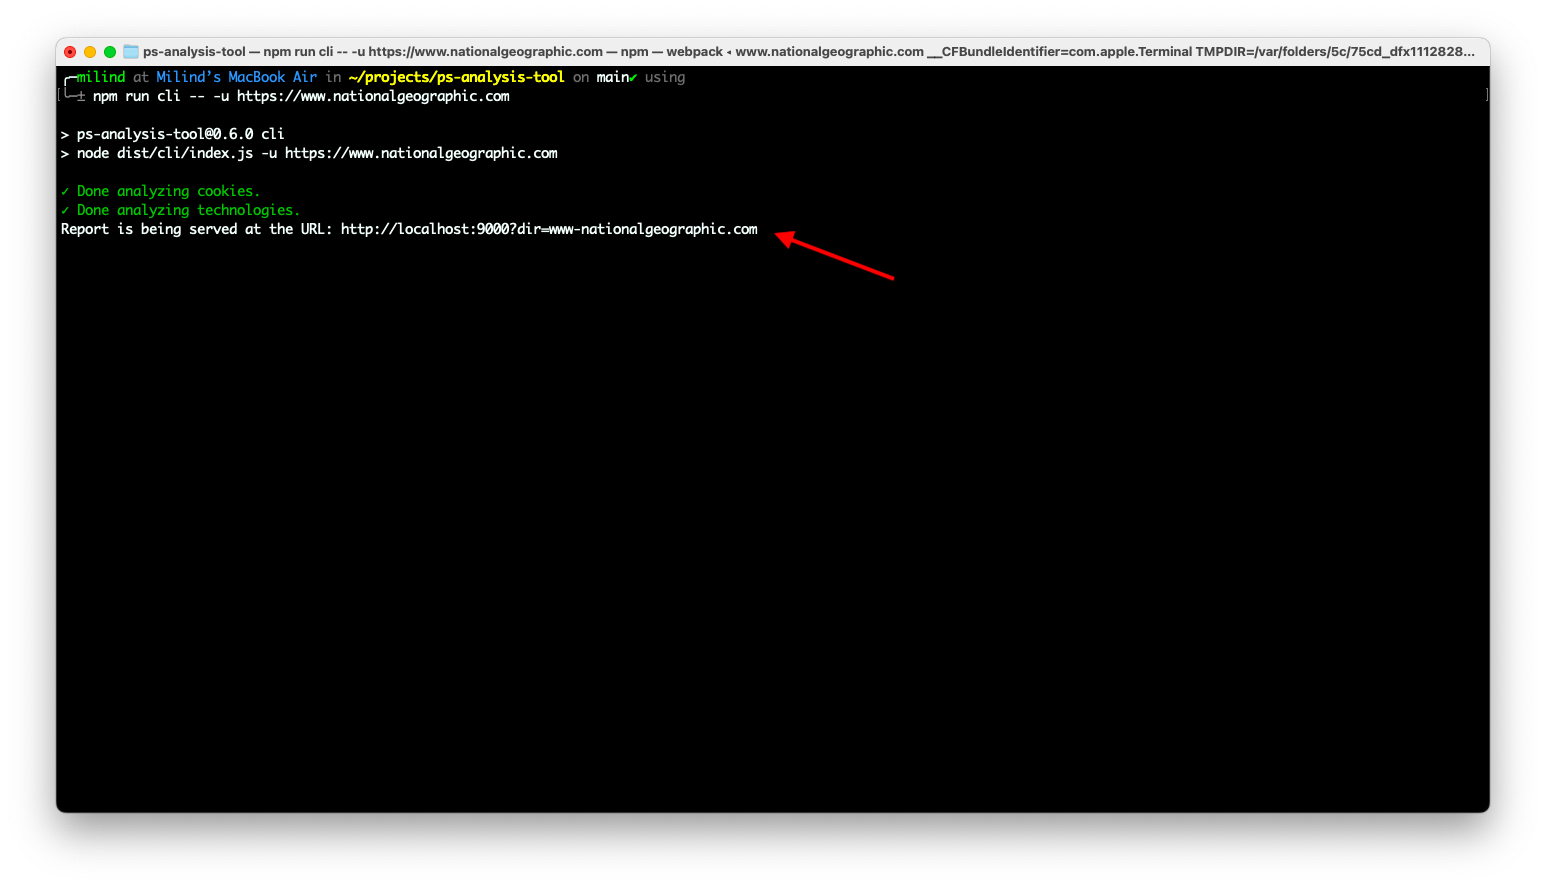 ps-analysis-tool — npm run cli -- -u https://www.nationalgeographic.com — npm — webpack ◂ www.nationalgeographic.com __CFBundleIdentifier=com.apple.Terminal TMPDIR=/var/folders/5c/75cd_dfx1112828...
╭─milind at Milind’s MacBook Air in ~/projects/ps-analysis-tool on main✔ using
╰─± npm run cli -- -u https://www.nationalgeographic.com
> ps-analysis-tool@0.6.0 cli
> node dist/cli/index.js -u https://www.nationalgeographic.com
✓ Done analyzing cookies.
✓ Done analyzing technologies.
Report is being served at the URL: http://localhost:9000?dir=www-nationalgeographic.com